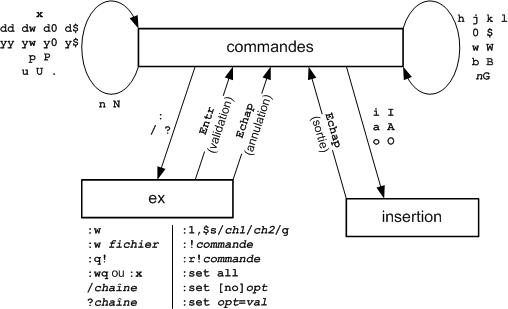 x
dd dw d0 d$
yy yw y0 y$
p P
u U .
n N
commandes
h j k l
0 $
w W
b B
nG
:
/ ?
Entr
(validation)
Echap
(annulation)
Echap
(sortie)
i I
a A
o O
ex
insertion
:w
:w fichier
:q!
:wq ou :x
/chaîne
?chaîne
:1,$s/ch1/ch2/g
:!commande
:r!commande
:set all
:set [no]opt
:set opt=val